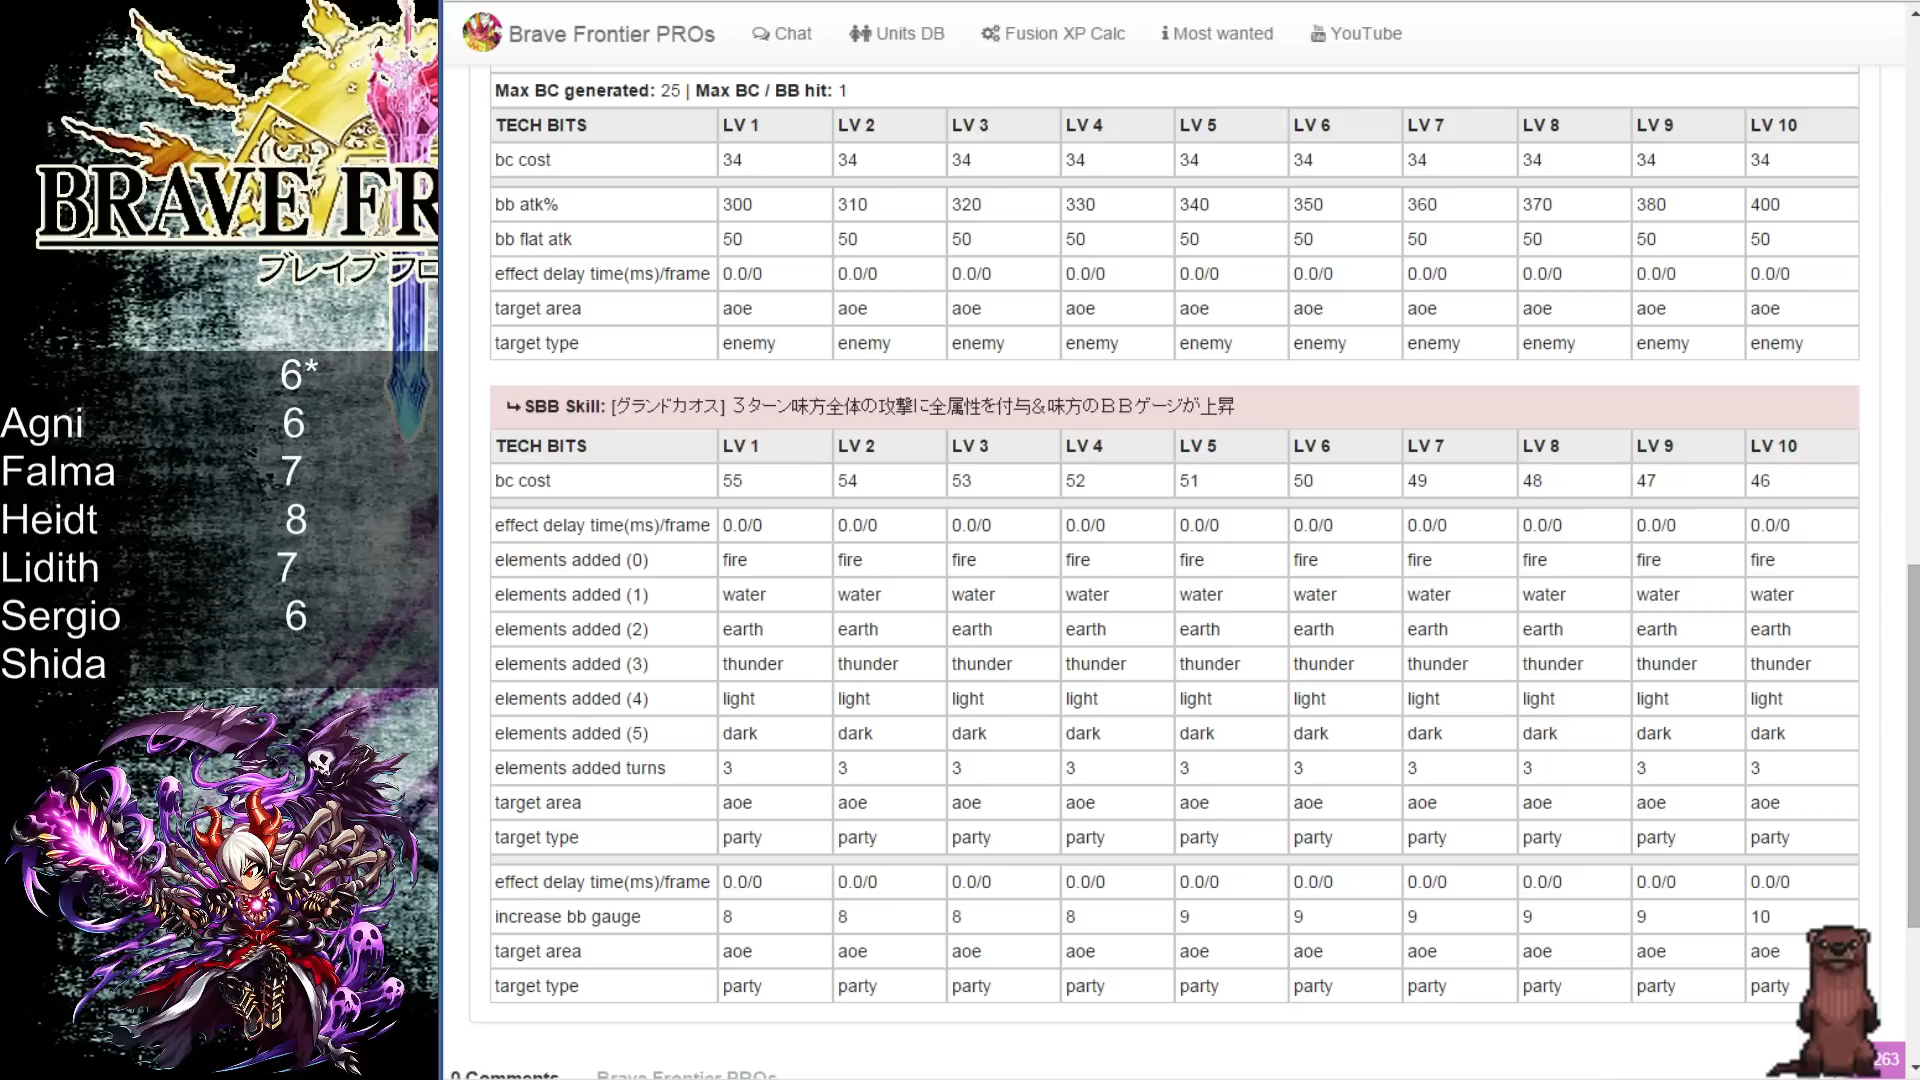 BRAVE FR
ブレイブ フロ
6*
Agni 6
Falma 7
Heidt 8
Lidith 7
Sergio 6
Shida
Brave Frontier PROs Chat Units DB Fusion XP Calc Most wanted YouTube
Max BC generated: 25 | Max BC / BB hit: 1
TECH BITS LV 1 LV 2 LV 3 LV 4 LV 5 LV 6 LV 7 LV 8 LV 9 LV 10
bc cost 34 34 34 34 34 34 34 34 34 34
bb atk% 300 310 320 330 340 350 360 370 380 400
bb flat atk 50 50 50 50 50 50 50 50 50 50
effect delay time(ms)/frame 0.0/0 0.0/0 0.0/0 0.0/0 0.0/0 0.0/0 0.0/0 0.0/0 0.0/0 0.0/0
target area aoe aoe aoe aoe aoe aoe aoe aoe aoe aoe
target type enemy enemy enemy enemy enemy enemy enemy enemy enemy enemy
↪ SBB Skill: [グランドカオス] 3ターン味方全体の攻撃に全属性を付与&味方のBBゲージが上昇
TECH BITS LV 1 LV 2 LV 3 LV 4 LV 5 LV 6 LV 7 LV 8 LV 9 LV 10
bc cost 55 54 53 52 51 50 49 48 47 46
effect delay time(ms)/frame 0.0/0 0.0/0 0.0/0 0.0/0 0.0/0 0.0/0 0.0/0 0.0/0 0.0/0 0.0/0
elements added (0) fire fire fire fire fire fire fire fire fire fire
elements added (1) water water water water water water water water water water
elements added (2) earth earth earth earth earth earth earth earth earth earth
elements added (3) thunder thunder thunder thunder thunder thunder thunder thunder thunder thunder
elements added (4) light light light light light light light light light light
elements added (5) dark dark dark dark dark dark dark dark dark dark
elements added turns 3 3 3 3 3 3 3 3 3 3
target area aoe aoe aoe aoe aoe aoe aoe aoe aoe aoe
target type party party party party party party party party party party
effect delay time(ms)/frame 0.0/0 0.0/0 0.0/0 0.0/0 0.0/0 0.0/0 0.0/0 0.0/0 0.0/0 0.0/0
increase bb gauge 8 8 8 8 9 9 9 9 9 10
target area aoe aoe aoe aoe aoe aoe aoe aoe aoe aoe
target type party party party party party party party party party party
263
0 Comments Brave Frontier PROs